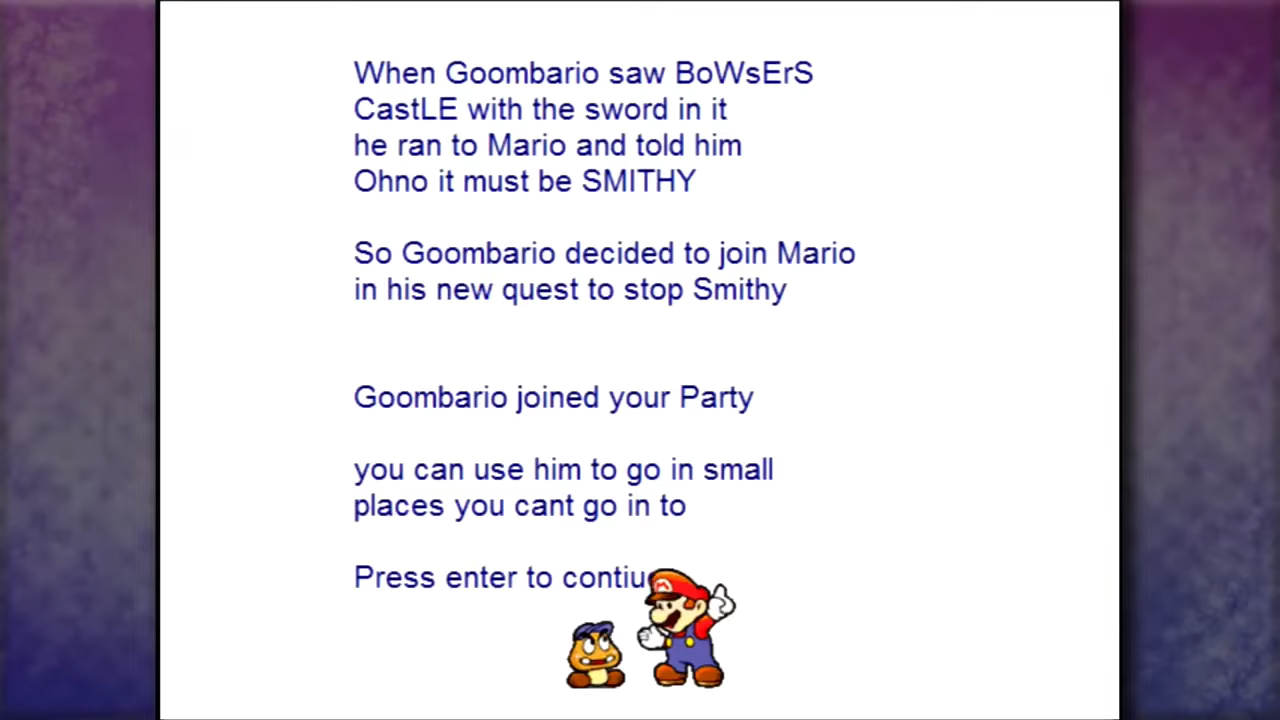 When Goombario saw BoWsErS
CastLE with the sword in it
he ran to Mario and told him
Ohno it must be SMITHY
So Goombario decided to join Mario
in his new quest to stop Smithy
Goombario joined your Party
you can use him to go in small
places you cant go in to
Press enter to contiu